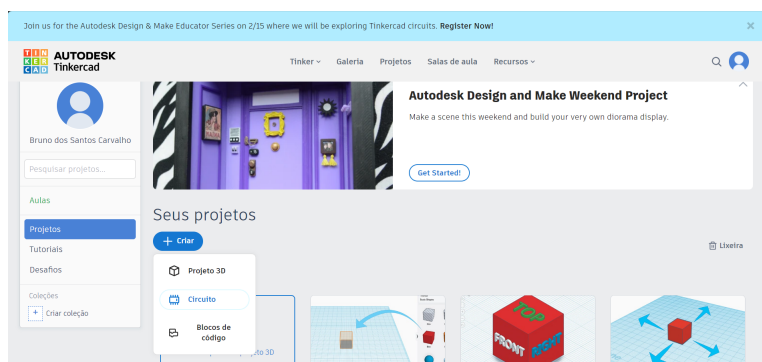 Join us for the Autodesk Design & Make Educator Series on 2/15 where we will be exploring Tinkercad circuits. Register Now!
TIN
KER
CAD
AUTODESK
Tinkercad
Tinker
Galeria
Projetos
Salas de aula
Recursos
Bruno dos Santos Carvalho
Pesquisar projetos...
Aulas
Projetos
Tutoriais
Desafios
Coleções
+ Criar coleção
Autodesk Design and Make Weekend Project
Make a scene this weekend and build your very own diorama display.
Get Started!
Seus projetos
+ Criar
Lixeira
Projeto 3D
Circuito
Blocos de
código
to 3D
TOP
FRONT
RIGHT